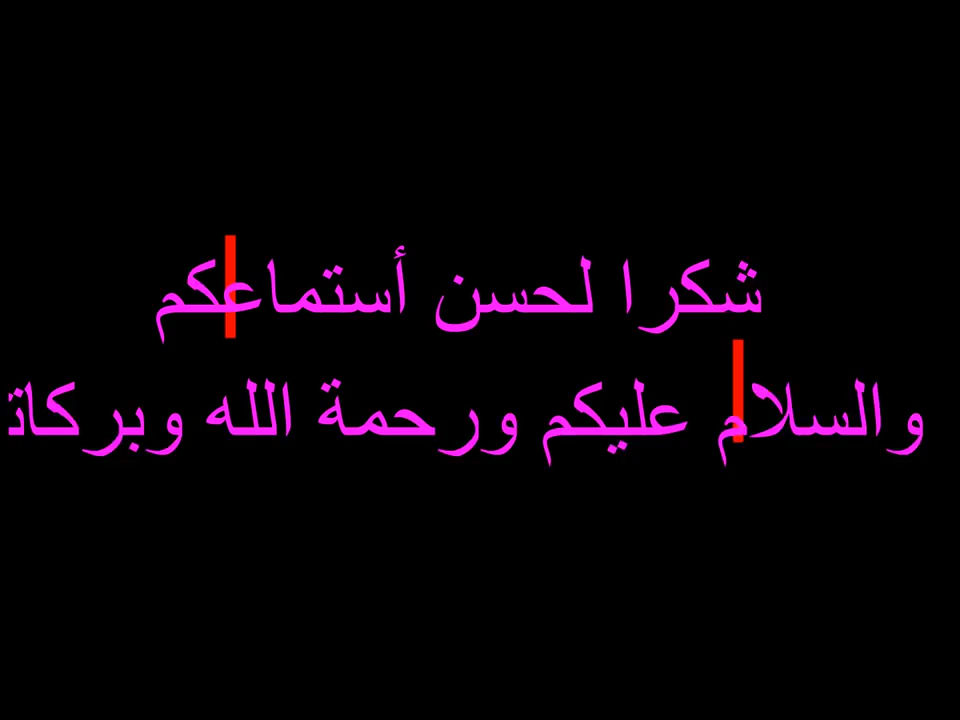 شكرا لحسن أستماعكم
والسلام عليكم ورحمة الله وبركات